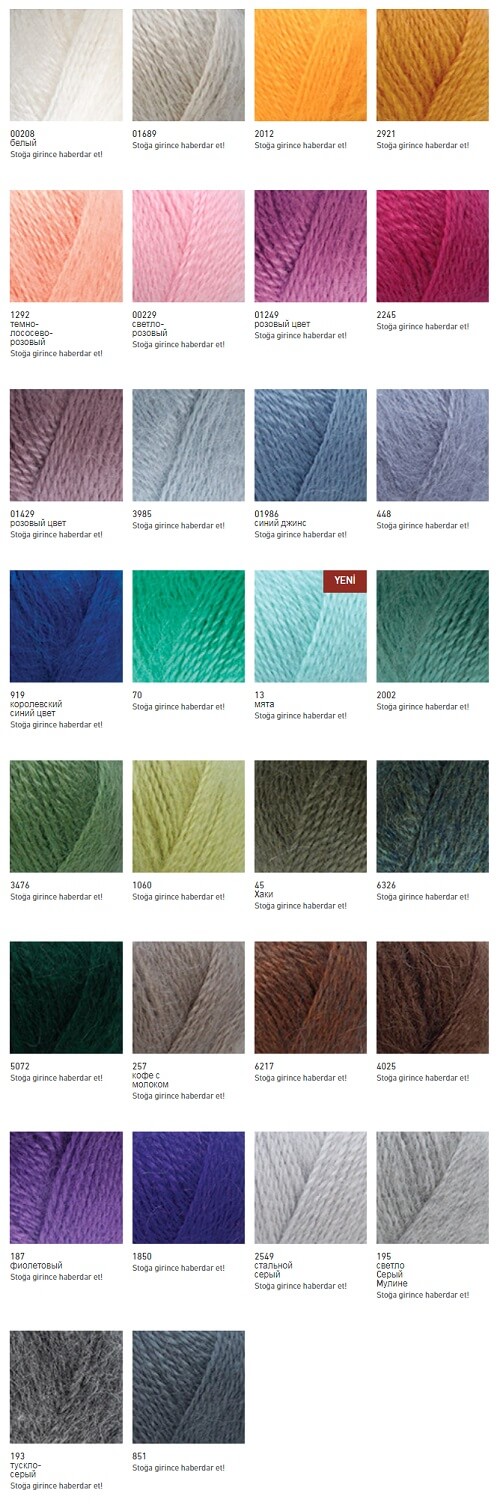 00208
белый
Stoğa girince haberdar et!
01689
Stoğa girince haberdar et!
2012
Stoğa girince haberdar et!
2921
Stoğa girince haberdar et!
1292
темно-
лососево-
розовый
Stoğa girince haberdar et!
00229
светло-
розовый
Stoğa girince haberdar et!
01249
розовый цвет
Stoğa girince haberdar et!
2245
Stoğa girince haberdar et!
01429
розовый цвет
Stoğa girince haberdar et!
3985
Stoğa girince haberdar et!
01986
синий джинс
Stoğa girince haberdar et!
448
Stoğa girince haberdar et!
919
королевский
синий цвет
Stoğa girince haberdar et!
70
Stoğa girince haberdar et!
YENİ
13
мята
Stoğa girince haberdar et!
2002
Stoğa girince haberdar et!
3476
Stoğa girince haberdar et!
1060
Stoğa girince haberdar et!
45
Хаки
Stoğa girince haberdar et!
6326
Stoğa girince haberdar et!
5072
Stoğa girince haberdar et!
257
кофе с
молоком
Stoğa girince haberdar et!
6217
Stoğa girince haberdar et!
4025
Stoğa girince haberdar et!
187
фиолетовый
Stoğa girince haberdar et!
1850
Stoğa girince haberdar et!
2549
стальной
серый
Stoğa girince haberdar et!
195
светло
Серый
Мулине
Stoğa girince haberdar et!
193
тускло-
серый
Stoğa girince haberdar et!
851
Stoğa girince haberdar et!